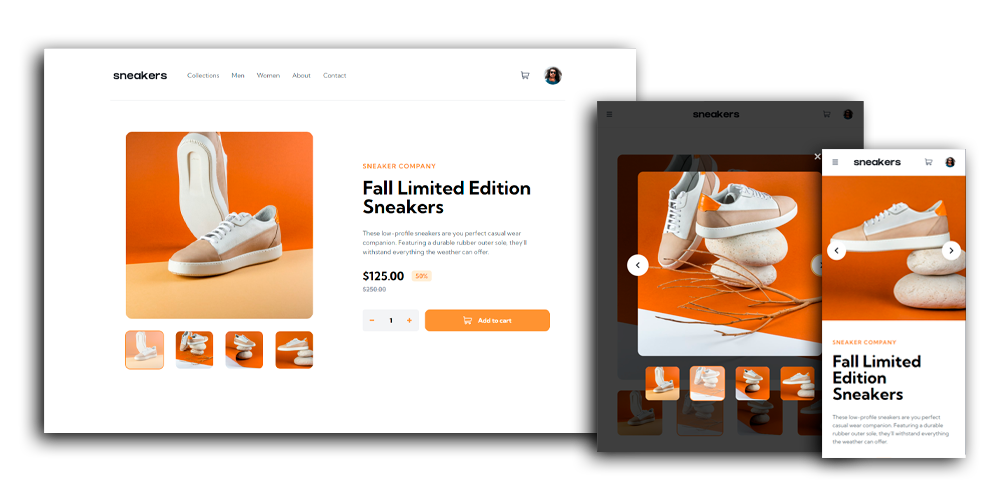 sneakers Collections Men Women About Contact
SNEAKER COMPANY
Fall Limited Edition
Sneakers
These low-profile sneakers are you perfect casual wear
companion. Featuring a durable rubber outer sole, they'll
withstand everything the weather can offer.
$125.00 50%
$250.00
1 Add to cart
sneakers
sneakers
SNEAKER COMPANY
Fall Limited
Edition
Sneakers
These low-profile sneakers are you perfect
casual wear companion. Featuring a durable
rubber outer sole, they'll withstand everything
the weather can offer.